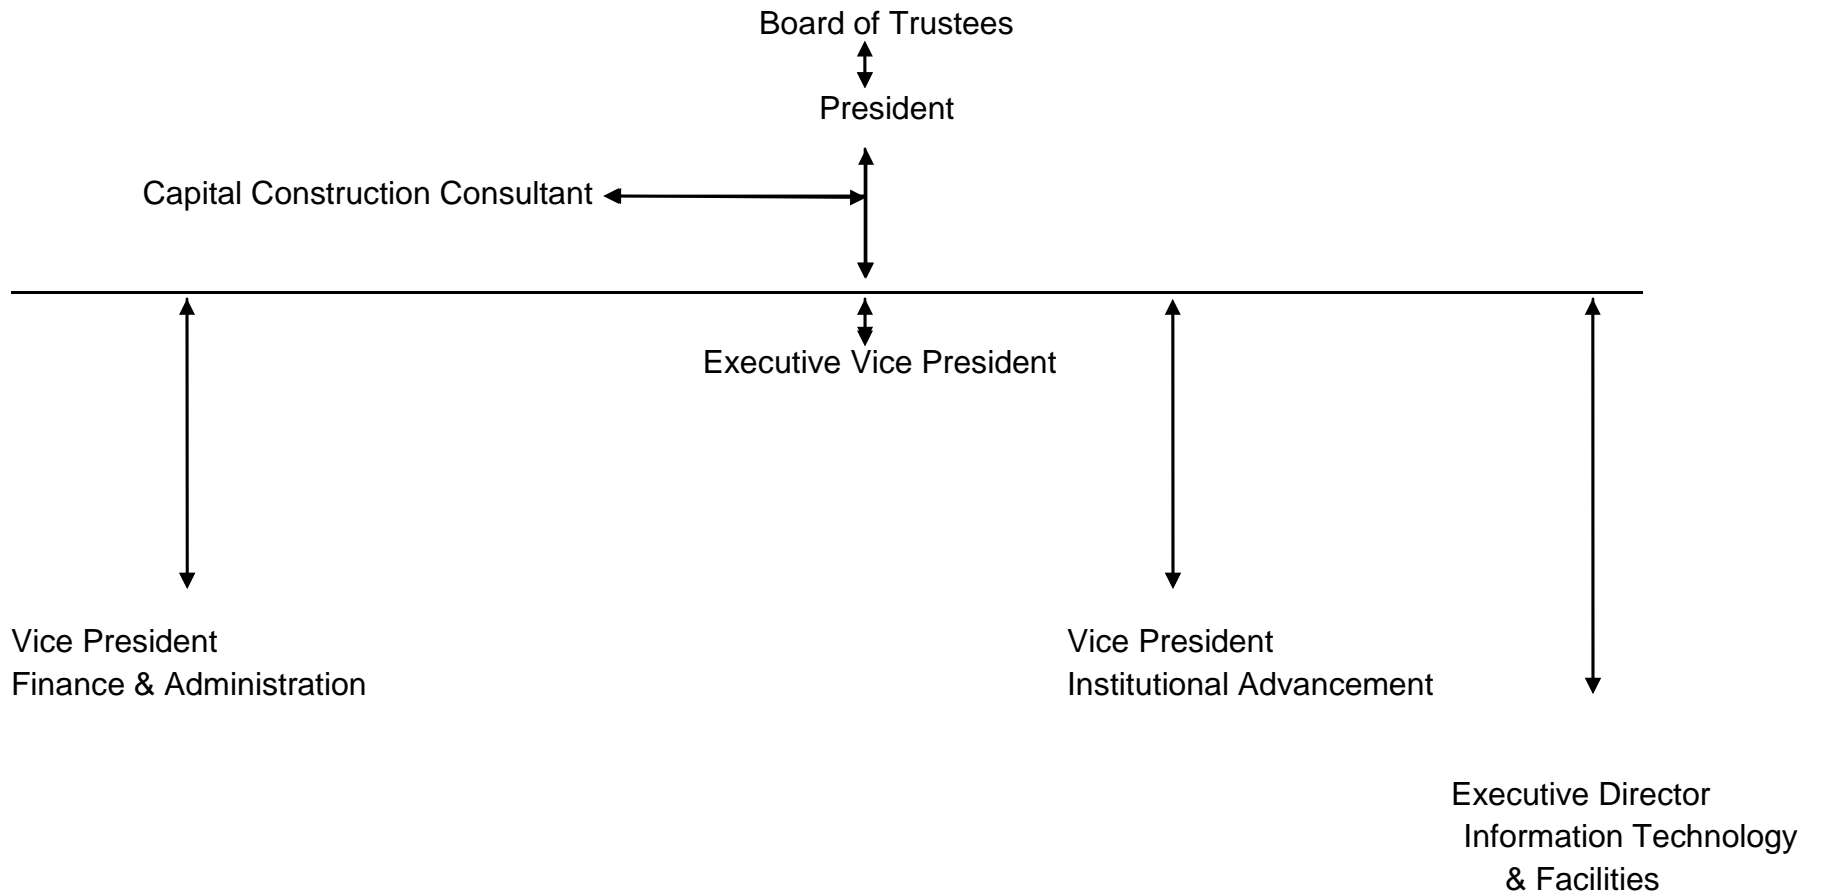 Board of Trustees
President
Capital Construction Consultant
Executive Vice President
Vice President
Finance & Administration
Vice President
Institutional Advancement
Executive Director
Information Technology
& Facilities